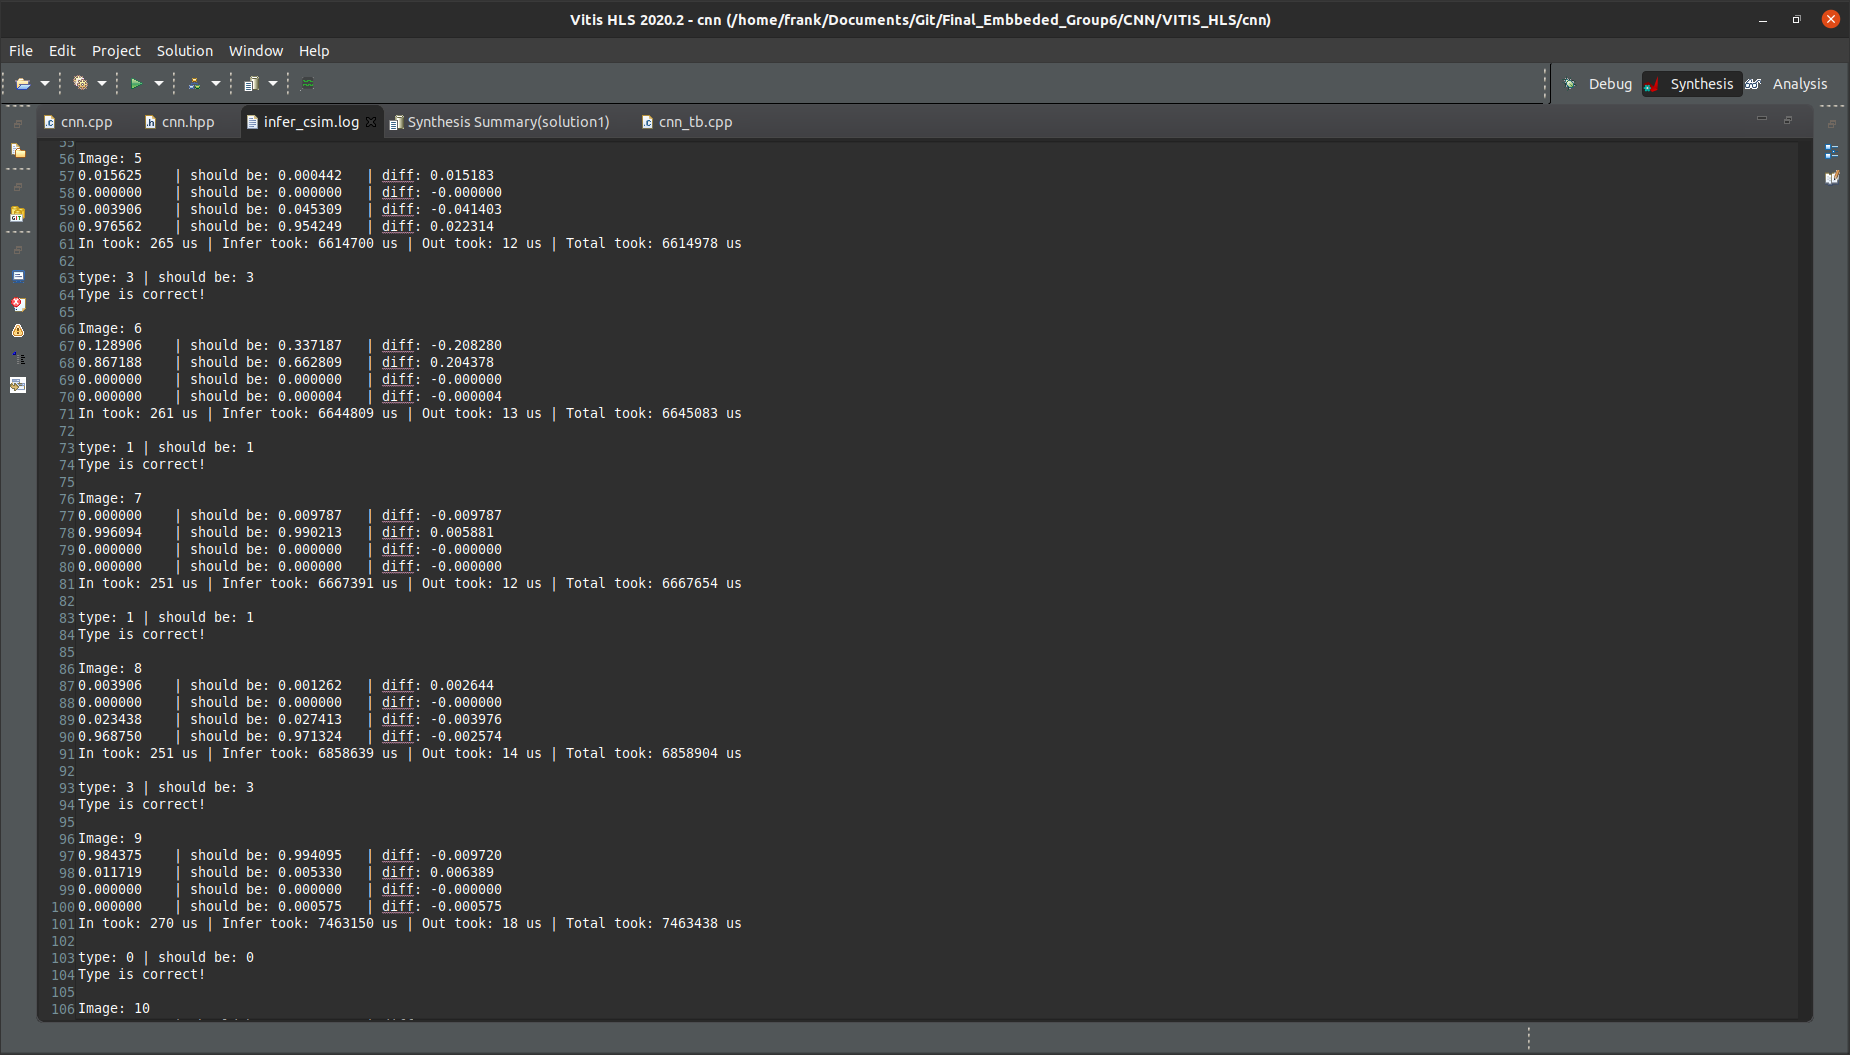 Vitis HLS 2020.2 - cnn (/home/frank/Documents/Git/Final_Embbeded_Group6/CNN/VITIS_HLS/cnn)
File Edit Project Solution Window Help
Debug Synthesis Analysis
cnn.cpp cnn.hpp infer_csim.log Synthesis Summary(solution1) cnn_tb.cpp
55
56 Image: 5
57 0.015625 | should be: 0.000442 | diff: 0.015183
58 0.000000 | should be: 0.000000 | diff: -0.000000
59 0.003906 | should be: 0.045309 | diff: -0.041403
60 0.976562 | should be: 0.954249 | diff: 0.022314
61 In took: 265 us | Infer took: 6614700 us | Out took: 12 us | Total took: 6614978 us
62
63 type: 3 | should be: 3
64 Type is correct!
65
66 Image: 6
67 0.128906 | should be: 0.337187 | diff: -0.208280
68 0.867188 | should be: 0.662809 | diff: 0.204378
69 0.000000 | should be: 0.000000 | diff: -0.000000
70 0.000000 | should be: 0.000004 | diff: -0.000004
71 In took: 261 us | Infer took: 6644809 us | Out took: 13 us | Total took: 6645083 us
72
73 type: 1 | should be: 1
74 Type is correct!
75
76 Image: 7
77 0.000000 | should be: 0.009787 | diff: -0.009787
78 0.996094 | should be: 0.990213 | diff: 0.005881
79 0.000000 | should be: 0.000000 | diff: -0.000000
80 0.000000 | should be: 0.000000 | diff: -0.000000
81 In took: 251 us | Infer took: 6667391 us | Out took: 12 us | Total took: 6667654 us
82
83 type: 1 | should be: 1
84 Type is correct!
85
86 Image: 8
87 0.003906 | should be: 0.001262 | diff: 0.002644
88 0.000000 | should be: 0.000000 | diff: -0.000000
89 0.023438 | should be: 0.027413 | diff: -0.003976
90 0.968750 | should be: 0.971324 | diff: -0.002574
91 In took: 251 us | Infer took: 6858639 us | Out took: 14 us | Total took: 6858904 us
92
93 type: 3 | should be: 3
94 Type is correct!
95
96 Image: 9
97 0.984375 | should be: 0.994095 | diff: -0.009720
98 0.011719 | should be: 0.005330 | diff: 0.006389
99 0.000000 | should be: 0.000000 | diff: -0.000000
100 0.000000 | should be: 0.000575 | diff: -0.000575
101 In took: 270 us | Infer took: 7463150 us | Out took: 18 us | Total took: 7463438 us
102
103 type: 0 | should be: 0
104 Type is correct!
105
106 Image: 10